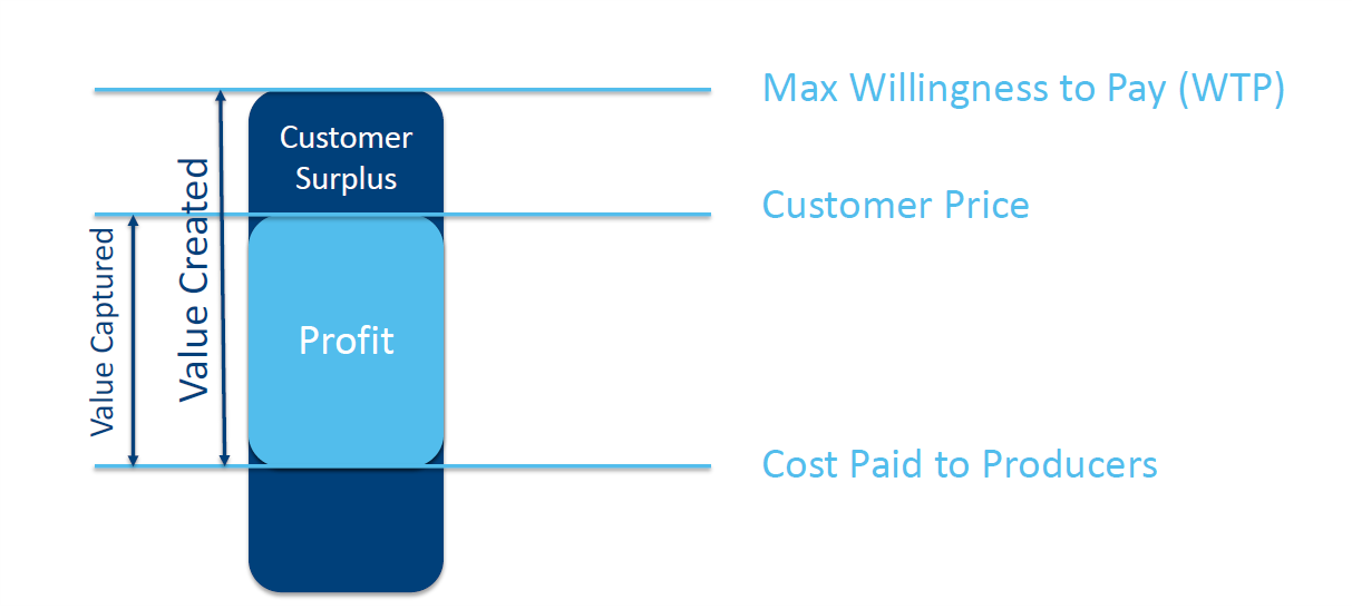 Max Willingness to Pay (WTP)
Customer
Surplus
Customer Price
Value Created
Value Captured
Profit
Cost Paid to Producers